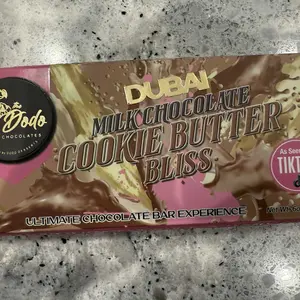 Dodo
CHOCOLATES
DUBAI
MILK CHOCOLATE
COOKIE BUTTER
BLISS
As Seen
TIKT
ULTIMATE CHOCOLATE BAR EXPERIENCE